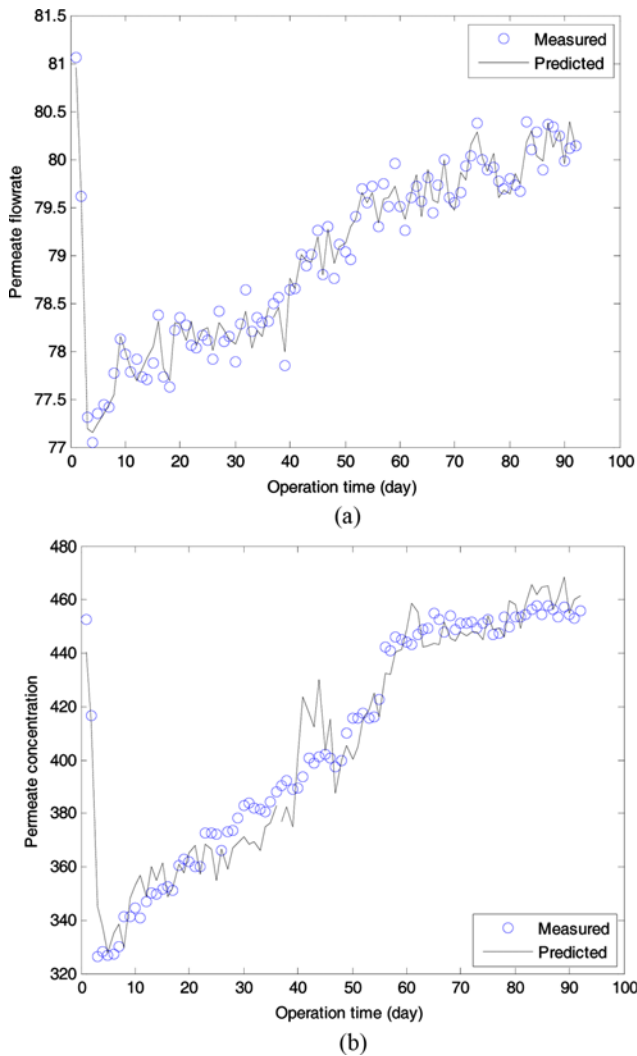 81.5
81
80.5
80
79.5
79
78.5
78
77.5
77
0 10 20 30 40 50 60 70 80 90 100
Permeate flowrate
Operation time (day)
Measured
Predicted
(a)
480
460
440
420
400
380
360
340
320
0 10 20 30 40 50 60 70 80 90 100
Permeate concentration
Operation time (day)
Measured
Predicted
(b)